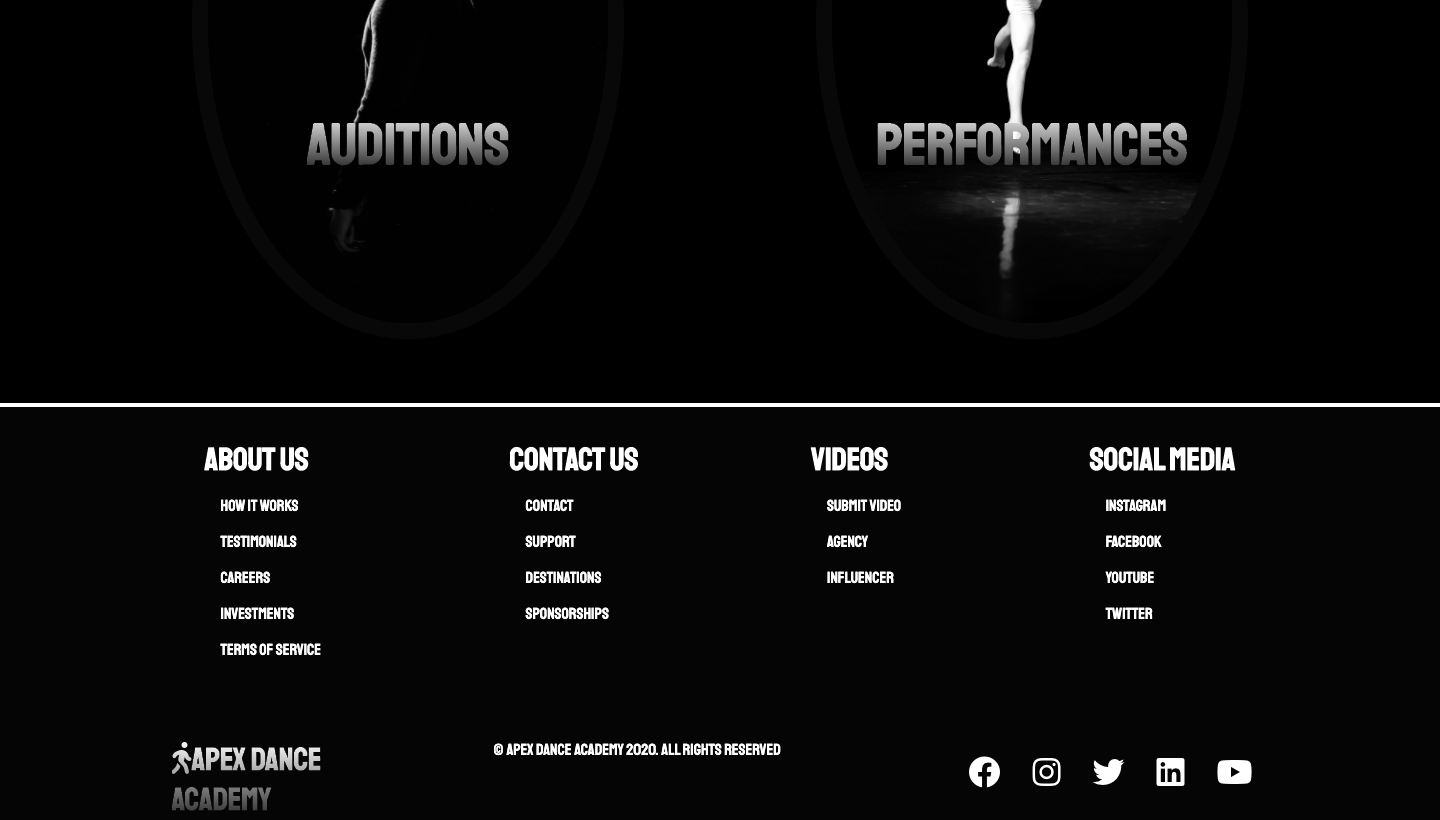 AUDITIONS
PERFORMANCES
ABOUT US
HOW IT WORKS
TESTIMONIALS
CAREERS
INVESTMENTS
TERMS OF SERVICE
CONTACT US
CONTACT
SUPPORT
DESTINATIONS
SPONSORSHIPS
VIDEOS
SUBMIT VIDEO
AGENCY
INFLUENCER
SOCIAL MEDIA
INSTAGRAM
FACEBOOK
YOUTUBE
TWITTER
APEX DANCE
ACADEMY
© APEX DANCE ACADEMY 2020. ALL RIGHTS RESERVED